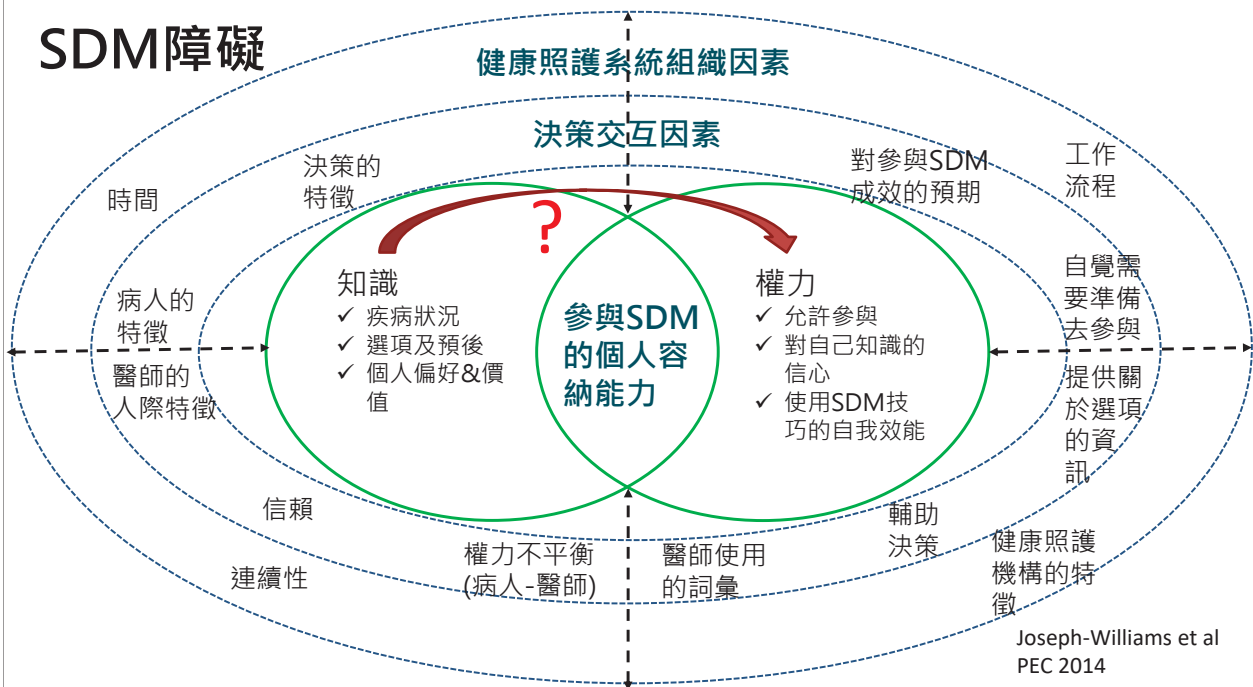 SDM障礙
健康照護系統組織因素
決策交互因素
時間
決策的
特徵
對參與SDM
成效的預期
工作
流程
?
病人的
特徵
醫師的
人際特徵
知識
✓ 疾病狀況
✓ 選項及預後
✓ 個人偏好&價
值
參與SDM
的個人容
納能力
權力
✓ 允許參與
✓ 對自己知識的
信心
✓ 使用SDM技
巧的自我效能
自覺需
要準備
去參與
提供關
於選項
的資
訊
信賴
連續性
權力不平衡
(病人-醫師)
醫師使用
的詞彙
輔助
決策
健康照護
機構的特
徵
Joseph-Williams et al
PEC 2014